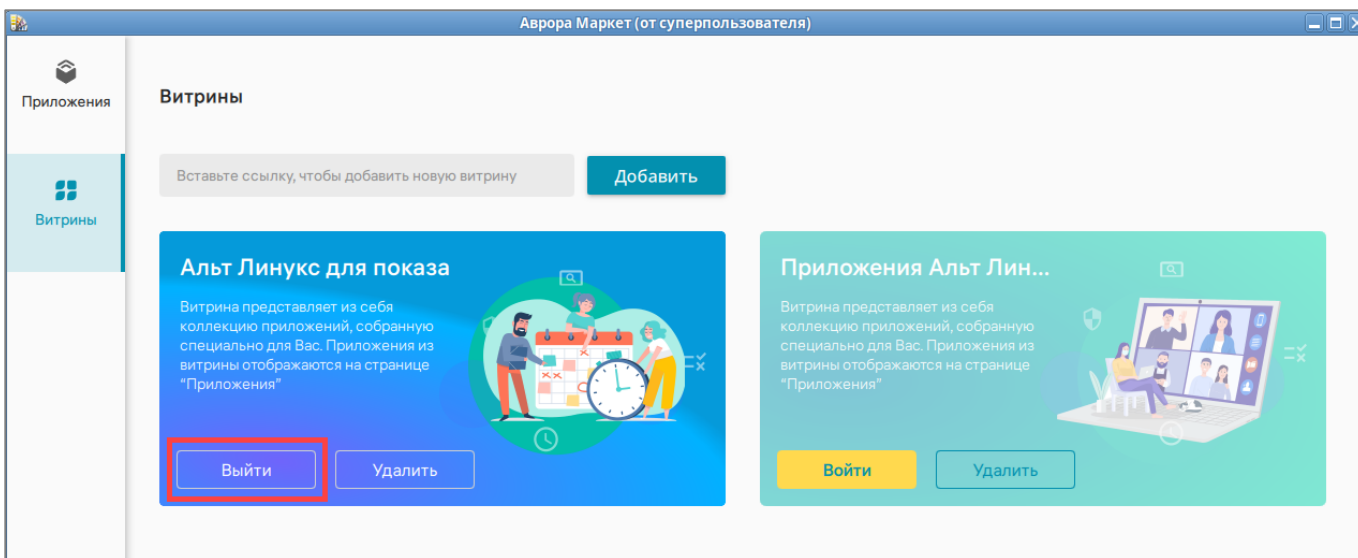 Аврора Маркет (от суперпользователя)
Приложения
Витрины
Витрины
Вставьте ссылку, чтобы добавить новую витрину
Добавить
Альт Линукс для показа
Витрина представляет из себя
коллекцию приложений, собранную
специально для Вас. Приложения из
витрины отображаются на странице
“Приложения”
Выйти
Удалить
Приложения Альт Лин...
Витрина представляет из себя
коллекцию приложений, собранную
специально для Вас. Приложения из
витрины отображаются на странице
“Приложения”
Войти
Удалить